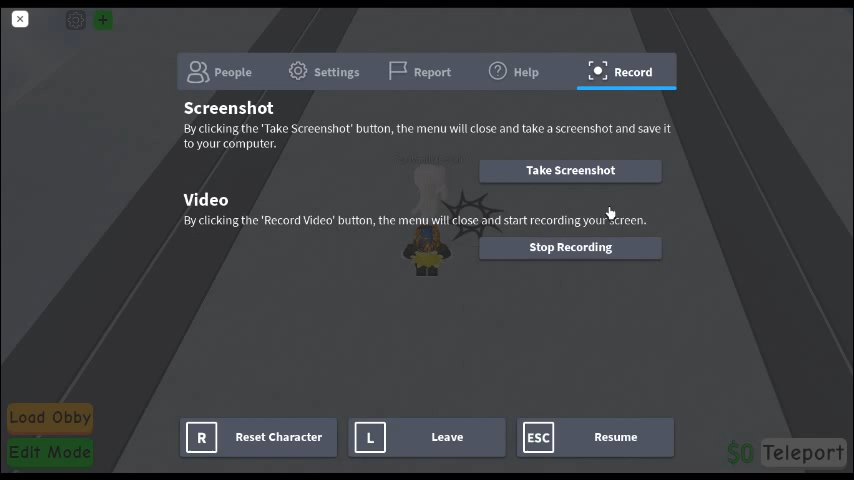 People
Settings
Report
Help
Record
Screenshot
By clicking the 'Take Screenshot' button, the menu will close and take a screenshot and save it
to your computer.
Take Screenshot
Video
By clicking the 'Record Video' button, the menu will close and start recording your screen.
Stop Recording
Load Obby
Edit Mode
R Reset Character
L Leave
ESC Resume
$0 Teleport